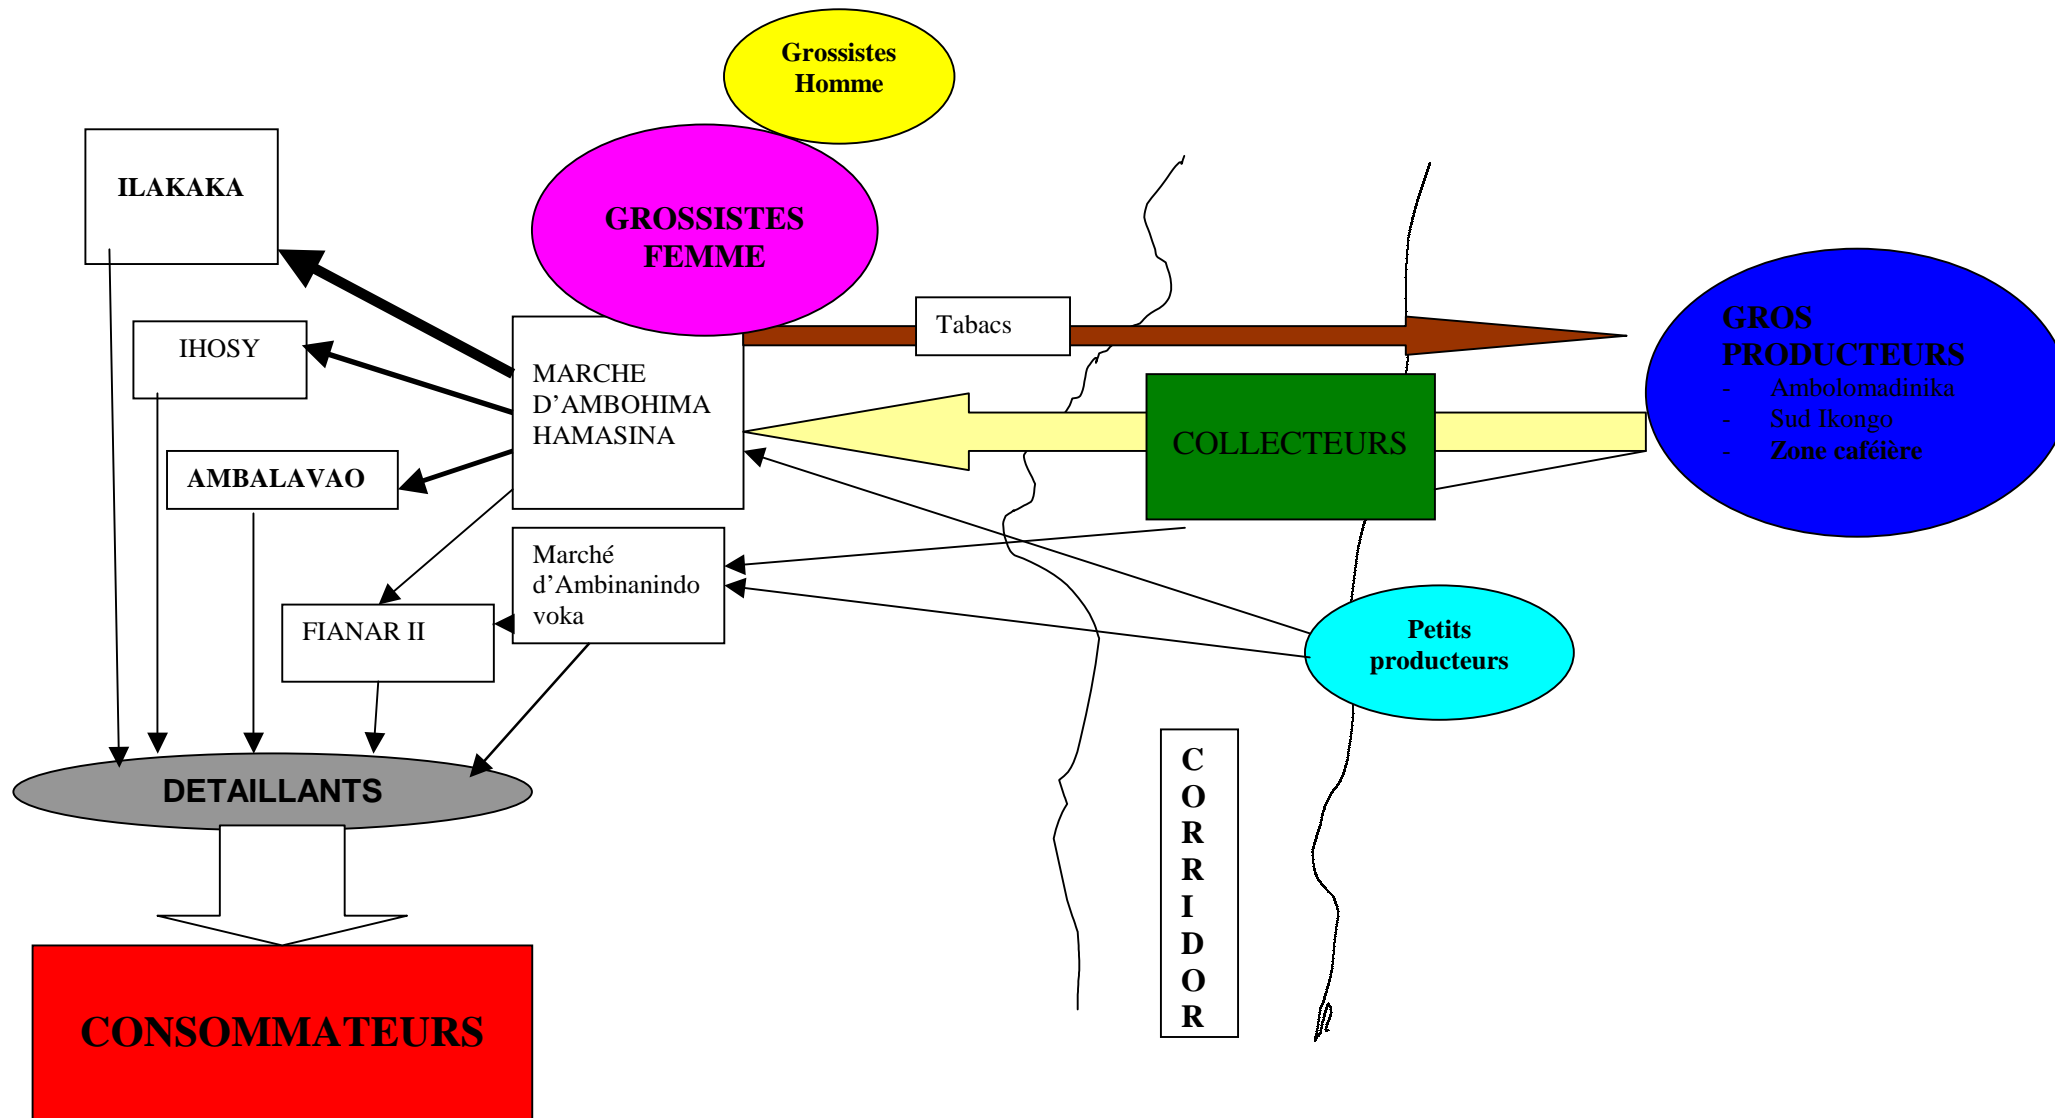 Grossistes
Homme
ILAKAKA
GROSSISTES
FEMME
Tabacs
IHOSY
MARCHE
D’AMBOHIMA
HAMASINA
GROS
PRODUCTEURS
- Ambolomadinika
- Sud Ikongo
- Zone caféière
COLLECTEURS
AMBALAVAO
Marché
d’Ambinanindo
voka
FIANAR II
Petits
producteurs
DETAILLANTS
C
O
R
R
I
D
O
R
CONSOMMATEURS